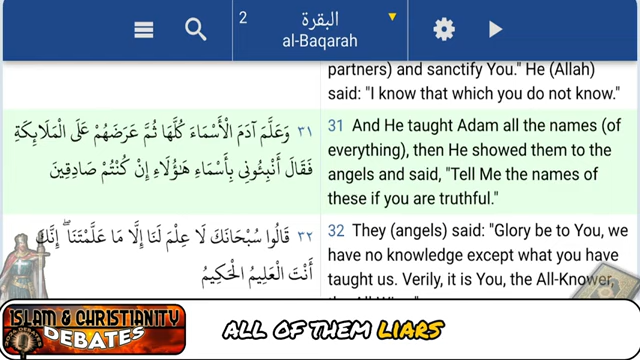 2
البقرة
al-Baqarah
partners) and sanctify You." He (Allah)
said: "I know that which you do not know."
٣١ وَعَلَّمَ آدَمَ الْأَسْمَاءَ كُلَّهَا ثُمَّ عَرَضَهُمْ عَلَى الْمَلَائِكَةِ
فَقَالَ أَنْبِئُونِي بِأَسْمَاءِ هَٰؤُلَاءِ إِنْ كُنْتُمْ صَادِقِينَ
31 And He taught Adam all the names (of
everything), then He showed them to the
angels and said, "Tell Me the names of
these if you are truthful."
٣٢ قَالُوا سُبْحَانَكَ لَا عِلْمَ لَنَا إِلَّا مَا عَلَّمْتَنَا ۖ إِنَّكَ
أَنْتَ الْعَلِيمُ الْحَكِيمُ
32 They (angels) said: "Glory be to You, we
have no knowledge except what you have
taught us. Verily, it is You, the All-Knower,
ISLAM & CHRISTIANITY
DEBATES
ALL OF THEM LIARS